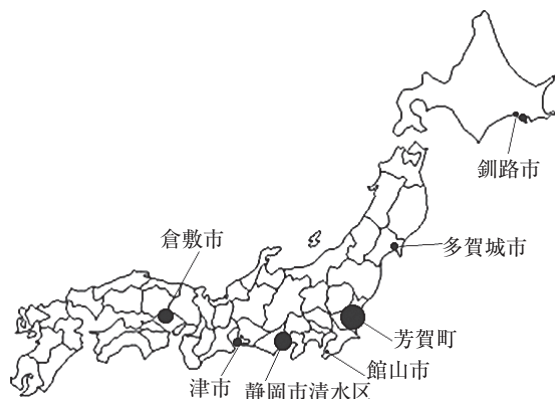 釧路市
倉敷市
多賀城市
芳賀町
館山市
津市
静岡市清水区